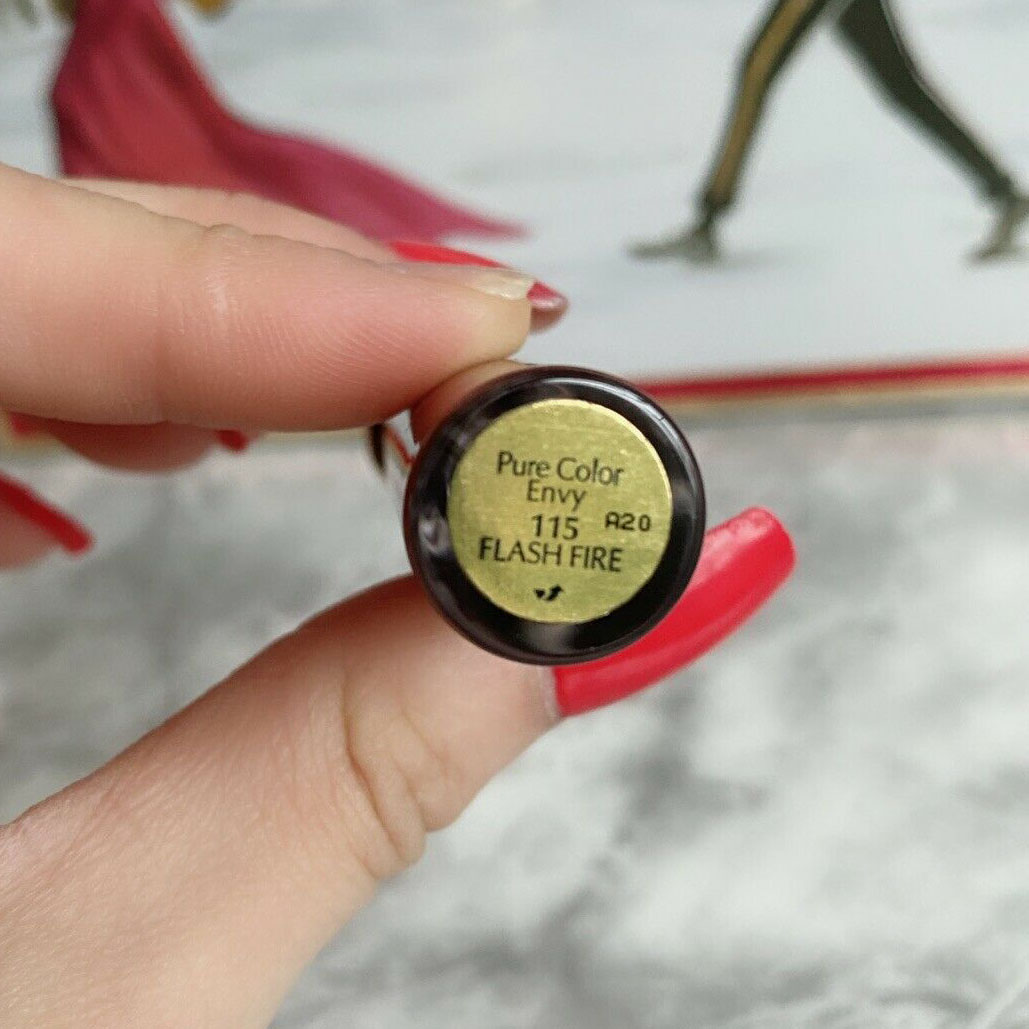 Pure Color
Envy
115 A20
FLASH FIRE